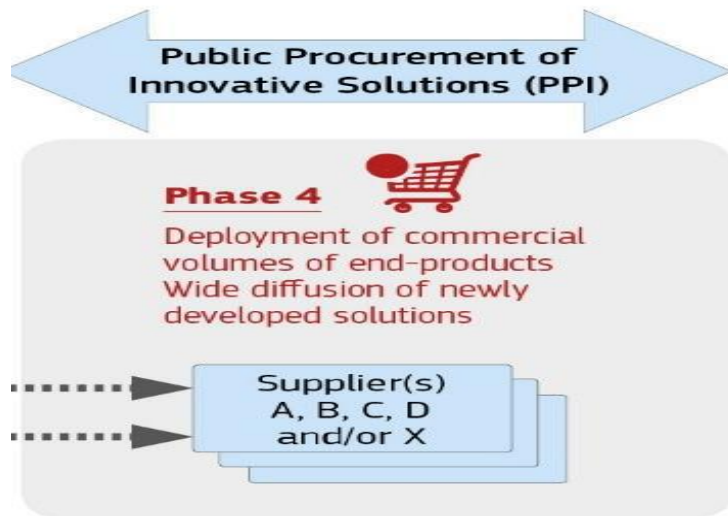 Public Procurement of
Innovative Solutions (PPI)
Phase 4
Deployment of commercial
volumes of end-products
Wide diffusion of newly
developed solutions
Supplier(s)
A, B, C, D
and/or X